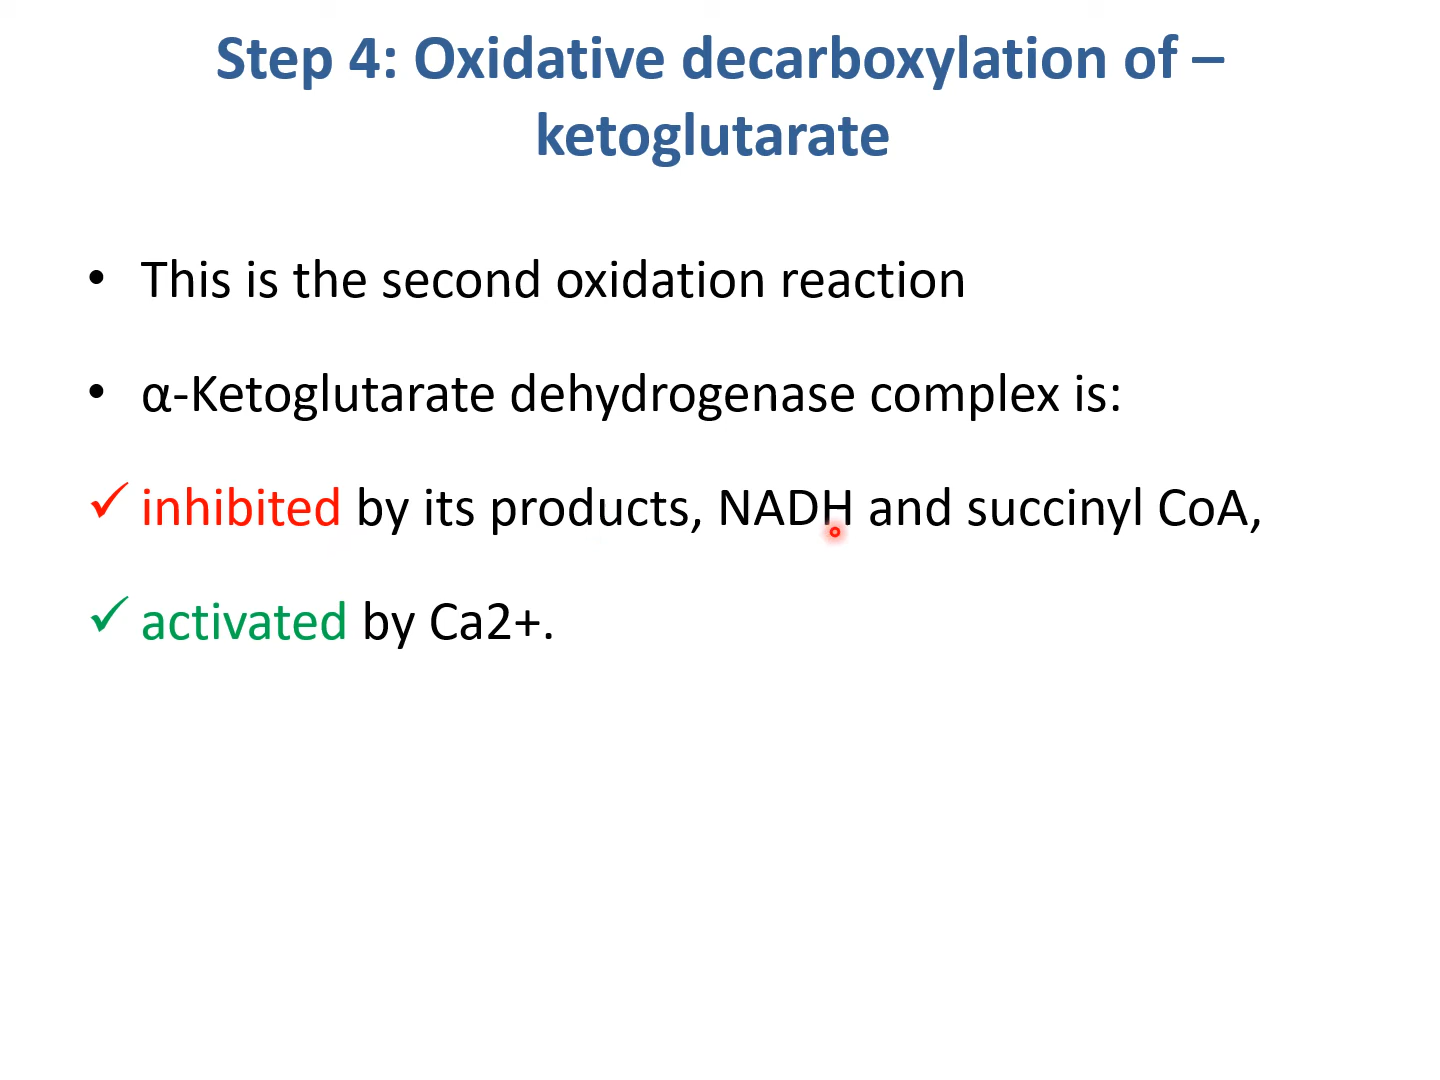 Step 4: Oxidative decarboxylation of –
ketoglutarate
• This is the second oxidation reaction
• α-Ketoglutarate dehydrogenase complex is:
✓ inhibited by its products, NADH and succinyl CoA,
✓ activated by Ca2+.